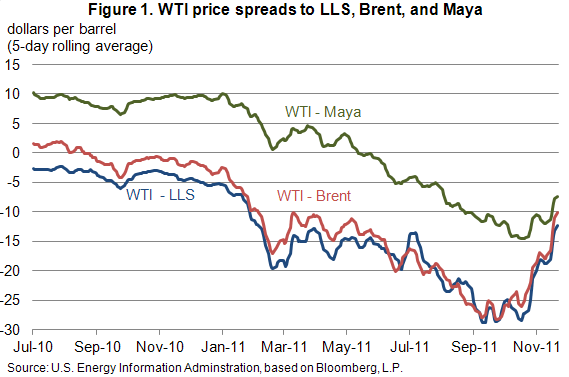 Figure 1. WTI price spreads to LLS, Brent, and Maya
dollars per barrel
(5-day rolling average)
15
10
5
0
-5
-10
-15
-20
-25
-30
WTI - Maya
WTI - LLS
WTI - Brent
Jul-10 Sep-10 Nov-10 Jan-11 Mar-11 May-11 Jul-11 Sep-11 Nov-11
Source: U.S. Energy Information Adminstration, based on Bloomberg, L.P.